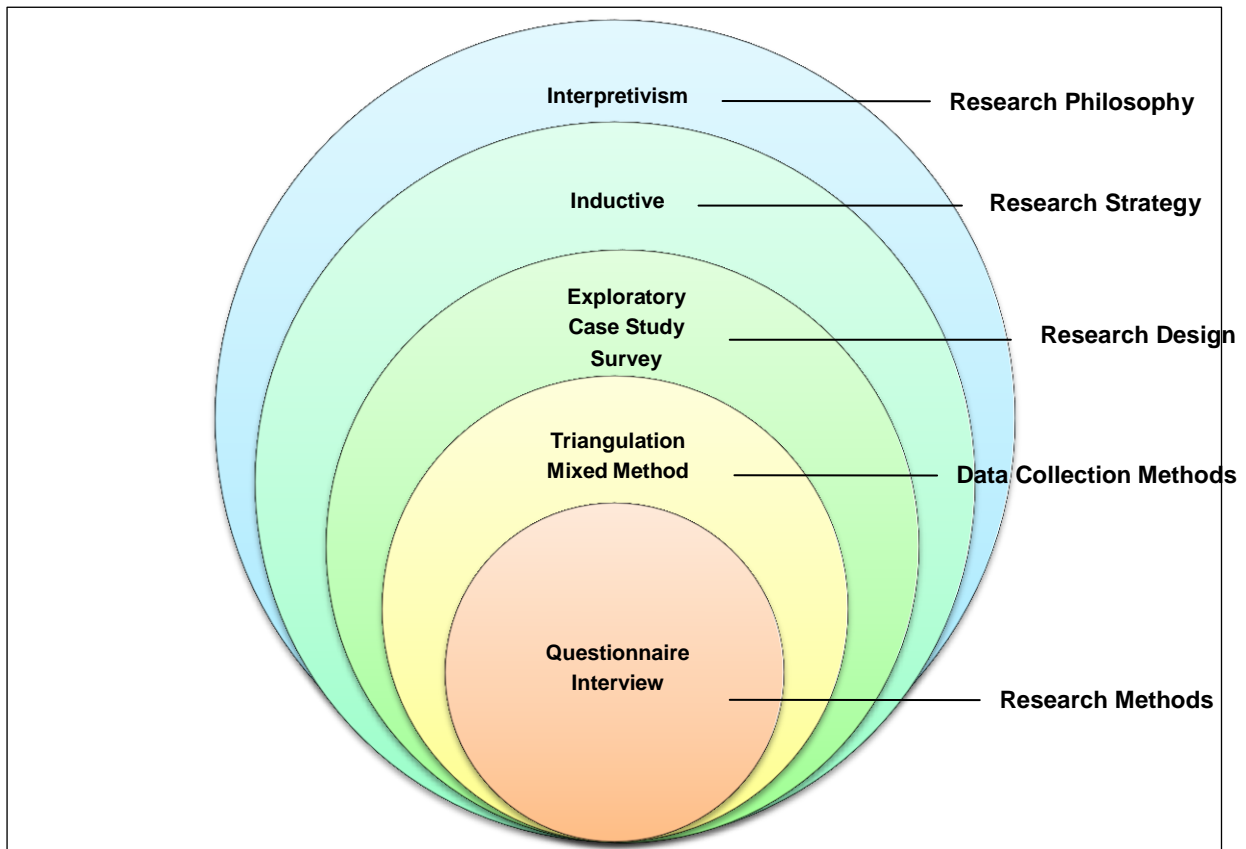 Interpretivism
Research Philosophy
Inductive
Research Strategy
Exploratory
Case Study
Survey
Research Design
Triangulation
Mixed Method
Data Collection Methods
Questionnaire
Interview
Research Methods